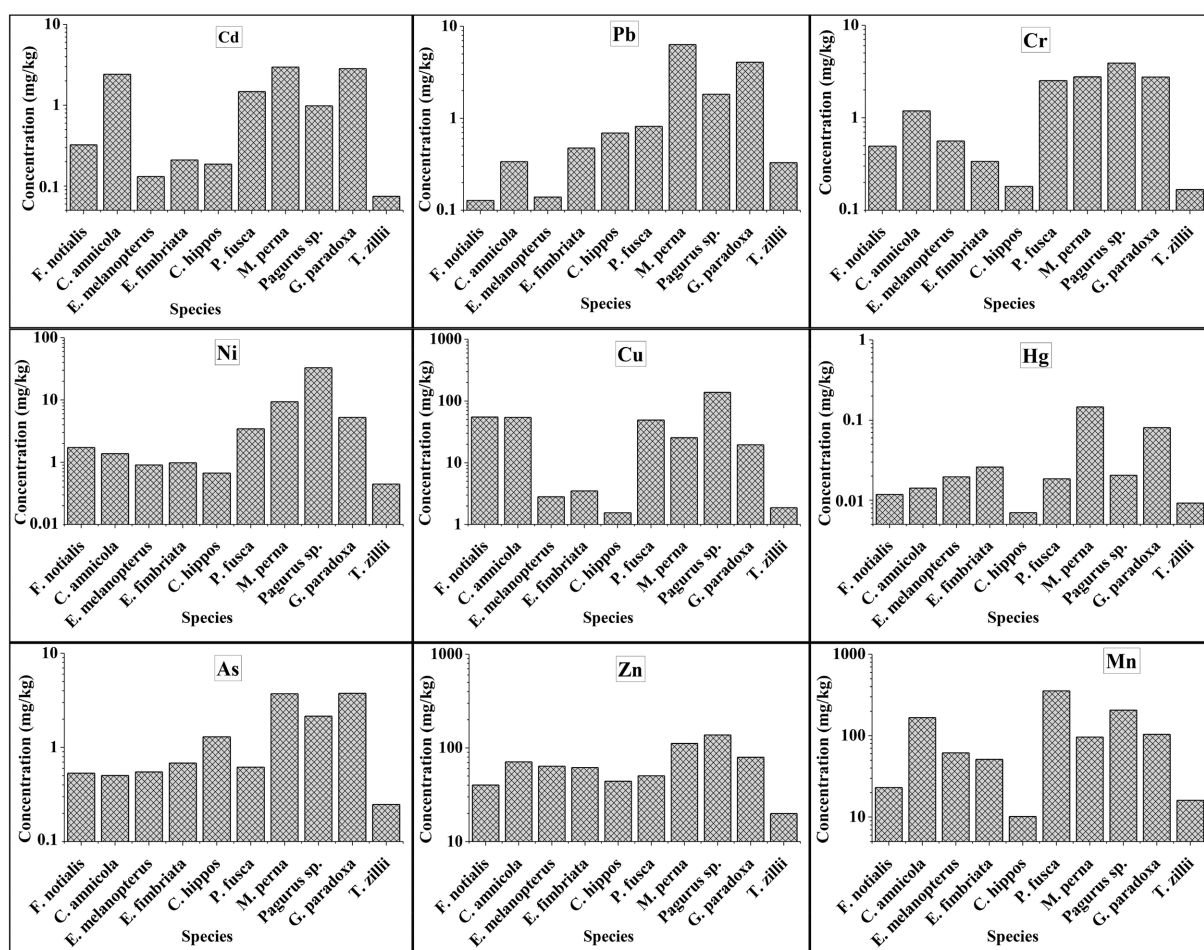 Cd
Concentration (mg/kg)
10
1
0.1
F. notialis
C. amnicola
E. melanopterus
E. fimbriata
C. hippos
P. fusca
M. perna
Pagurus sp.
G. paradoxa
T. zillii
Species
Pb
Concentration (mg/kg)
10
1
0.1
F. notialis
C. amnicola
E. melanopterus
E. fimbriata
C. hippos
P. fusca
M. perna
Pagurus sp.
G. paradoxa
T. zillii
Species
Cr
Concentration (mg/kg)
10
1
0.1
F. notialis
C. amnicola
E. melanopterus
E. fimbriata
C. hippos
P. fusca
M. perna
Pagurus sp.
G. paradoxa
T. zillii
Species
Ni
Concentration (mg/kg)
100
10
1
0.01
F. notialis
C. amnicola
E. melanopterus
E. fimbriata
C. hippos
P. fusca
M. perna
Pagurus sp.
G. paradoxa
T. zillii
Species
Cu
Concentration (mg/kg)
1000
100
10
1
F. notialis
C. amnicola
E. melanopterus
E. fimbriata
C. hippos
P. fusca
M. perna
Pagurus sp.
G. paradoxa
T. zillii
Species
Hg
Concentration (mg/kg)
1
0.1
0.01
F. notialis
C. amnicola
E. melanopterus
E. fimbriata
C. hippos
P. fusca
M. perna
Pagurus sp.
G. paradoxa
T. zillii
Species
As
Concentration (mg/kg)
10
1
0.1
F. notialis
C. amnicola
E. melanopterus
E. fimbriata
C. hippos
P. fusca
M. perna
Pagurus sp.
G. paradoxa
T. zillii
Species
Zn
Concentration (mg/kg)
1000
100
10
F. notialis
C. amnicola
E. melanopterus
E. fimbriata
C. hippos
P. fusca
M. perna
Pagurus sp.
G. paradoxa
T. zillii
Species
Mn
Concentration (mg/kg)
1000
100
10
F. notialis
C. amnicola
E. melanopterus
E. fimbriata
C. hippos
P. fusca
M. perna
Pagurus sp.
G. paradoxa
T. zillii
Species